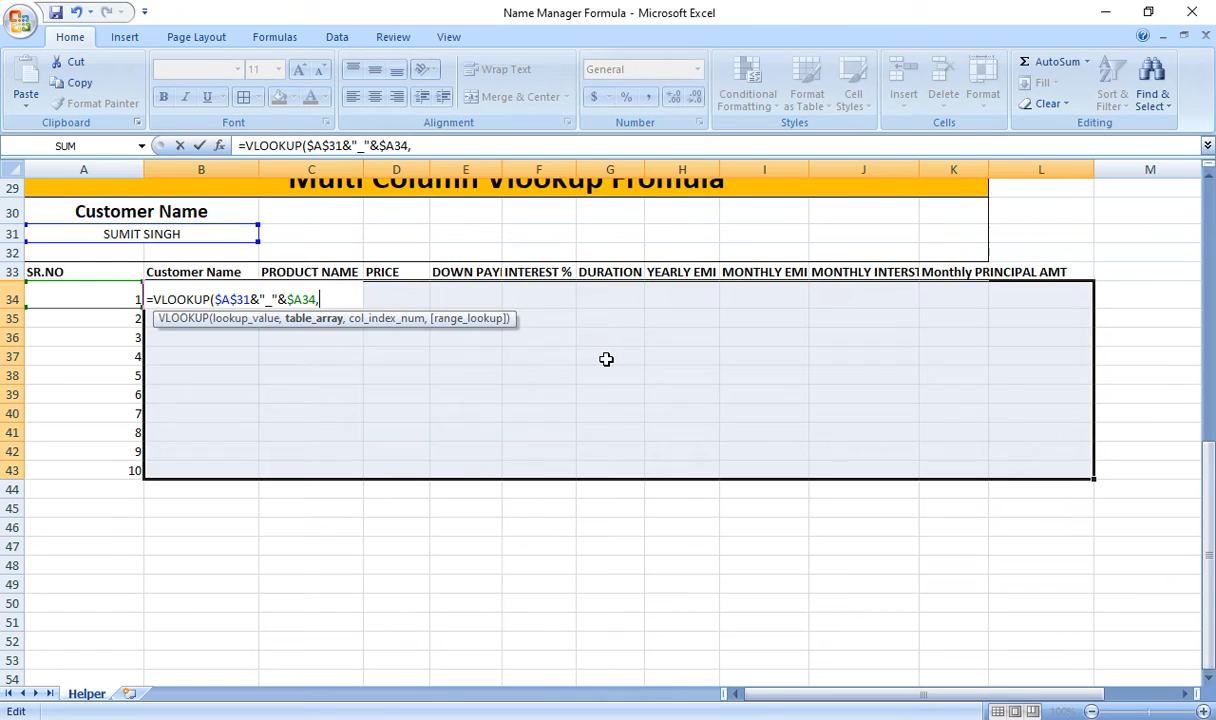 Name Manager Formula - Microsoft Excel
Home Insert Page Layout Formulas Data Review View
Cut
Copy
Format Painter
Paste
Clipboard
11
Font
Wrap Text
Merge & Center
Alignment
General
Number
Conditional Formatting
Format as Table
Cell Styles
Styles
Insert Delete Format
Cells
AutoSum
Fill
Clear
Sort & Filter
Find & Select
Editing
SUM =VLOOKUP($A$31&"_"&$A34,
A B C D E F G H I J K L M
29 Multi Column Vlookup Fromula
30 Customer Name
31 SUMIT SINGH
32
33 SR.NO Customer Name PRODUCT NAME PRICE DOWN PAYI INTEREST % DURATION YEARLY EMI MONTHLY EMI MONTHLY INTERST Monthly PRINCIPAL AMT
34 1 =VLOOKUP($A$31&"_"&$A34,
VLOOKUP(lookup_value, table_array, col_index_num, [range_lookup])
35 2
36 3
37 4
38 5
39 6
40 7
41 8
42 9
43 10
44
45
46
47
48
49
50
51
52
53
54
Helper
Edit 100%